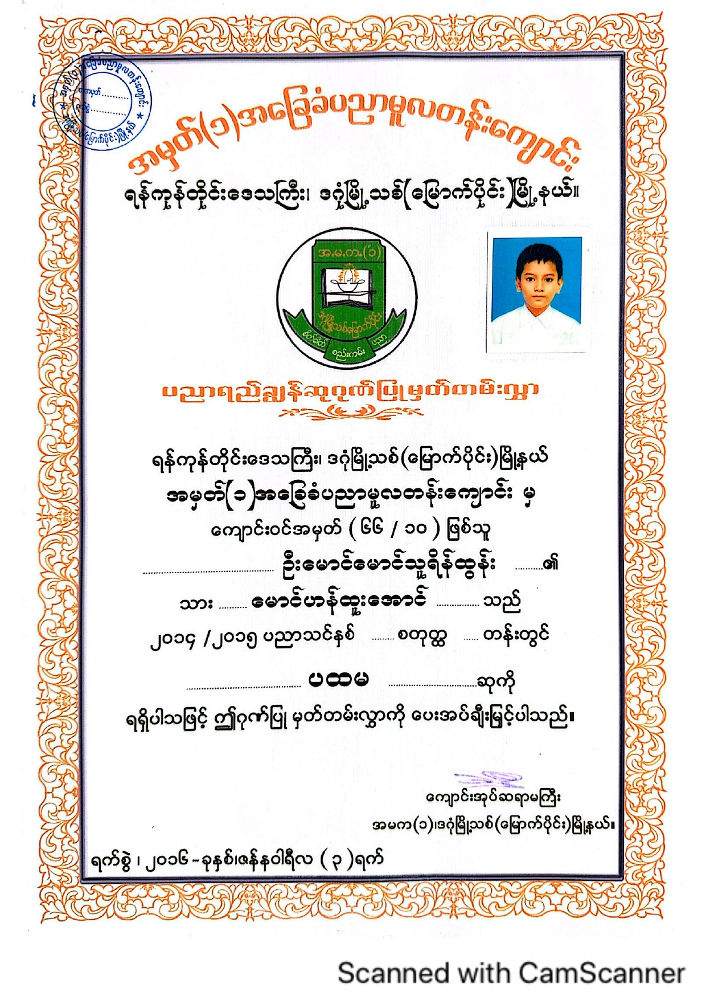 အမှတ်(၁)အခြေခံပညာမူလတန်းကျောင်း
ရန်ကုန်တိုင်းဒေသကြီး၊ ဒဂုံမြို့သစ်(မြောက်ပိုင်း)မြို့နယ်။
အမှတ်(၁)အခြေခံပညာမူလတန်းကျောင်း
စာအမှတ်..........
ရက်စွဲ..............
ဒဂုံမြို့သစ်(မြောက်ပိုင်း)မြို့နယ်
အ.မ.က.(၁)
ဒဂုံမြို့သစ်မြောက်ပိုင်း
စိတ်ဓါတ်
စည်းကမ်း
ပညာ
ပညာရည်ချွန်ဆုဂုဏ်ပြုမှတ်တမ်းလွှာ
ရန်ကုန်တိုင်းဒေသကြီး၊ ဒဂုံမြို့သစ်(မြောက်ပိုင်း)မြို့နယ်
အမှတ်(၁)အခြေခံပညာမူလတန်းကျောင်း မှ
ကျောင်းဝင်အမှတ် ( ၆၆ / ၁၀ ) ဖြစ်သူ
.......................... ဦးမောင်မောင်သူရိန်ထွန်း ..........၏
သား .......... မောင်ဟန်ထူးအောင် ............... သည်
၂၀၁၄ /၂၀၁၅ ပညာသင်နှစ် ........ စတုတ္ထ ...... တန်းတွင်
.......................... ပထမ ..........................ဆုကို
ရရှိပါသဖြင့် ဤဂုဏ်ပြု မှတ်တမ်းလွှာကို ပေးအပ်ချီးမြှင့်ပါသည်။
ကျောင်းအုပ်ဆရာမကြီး
အမက(၁)၊ဒဂုံမြို့သစ်(မြောက်ပိုင်း)မြို့နယ်။
ရက်စွဲ ၊ ၂၀၁၆ - ခုနှစ်၊ဇန်နဝါရီလ ( ၃ )ရက်
Scanned with CamScanner